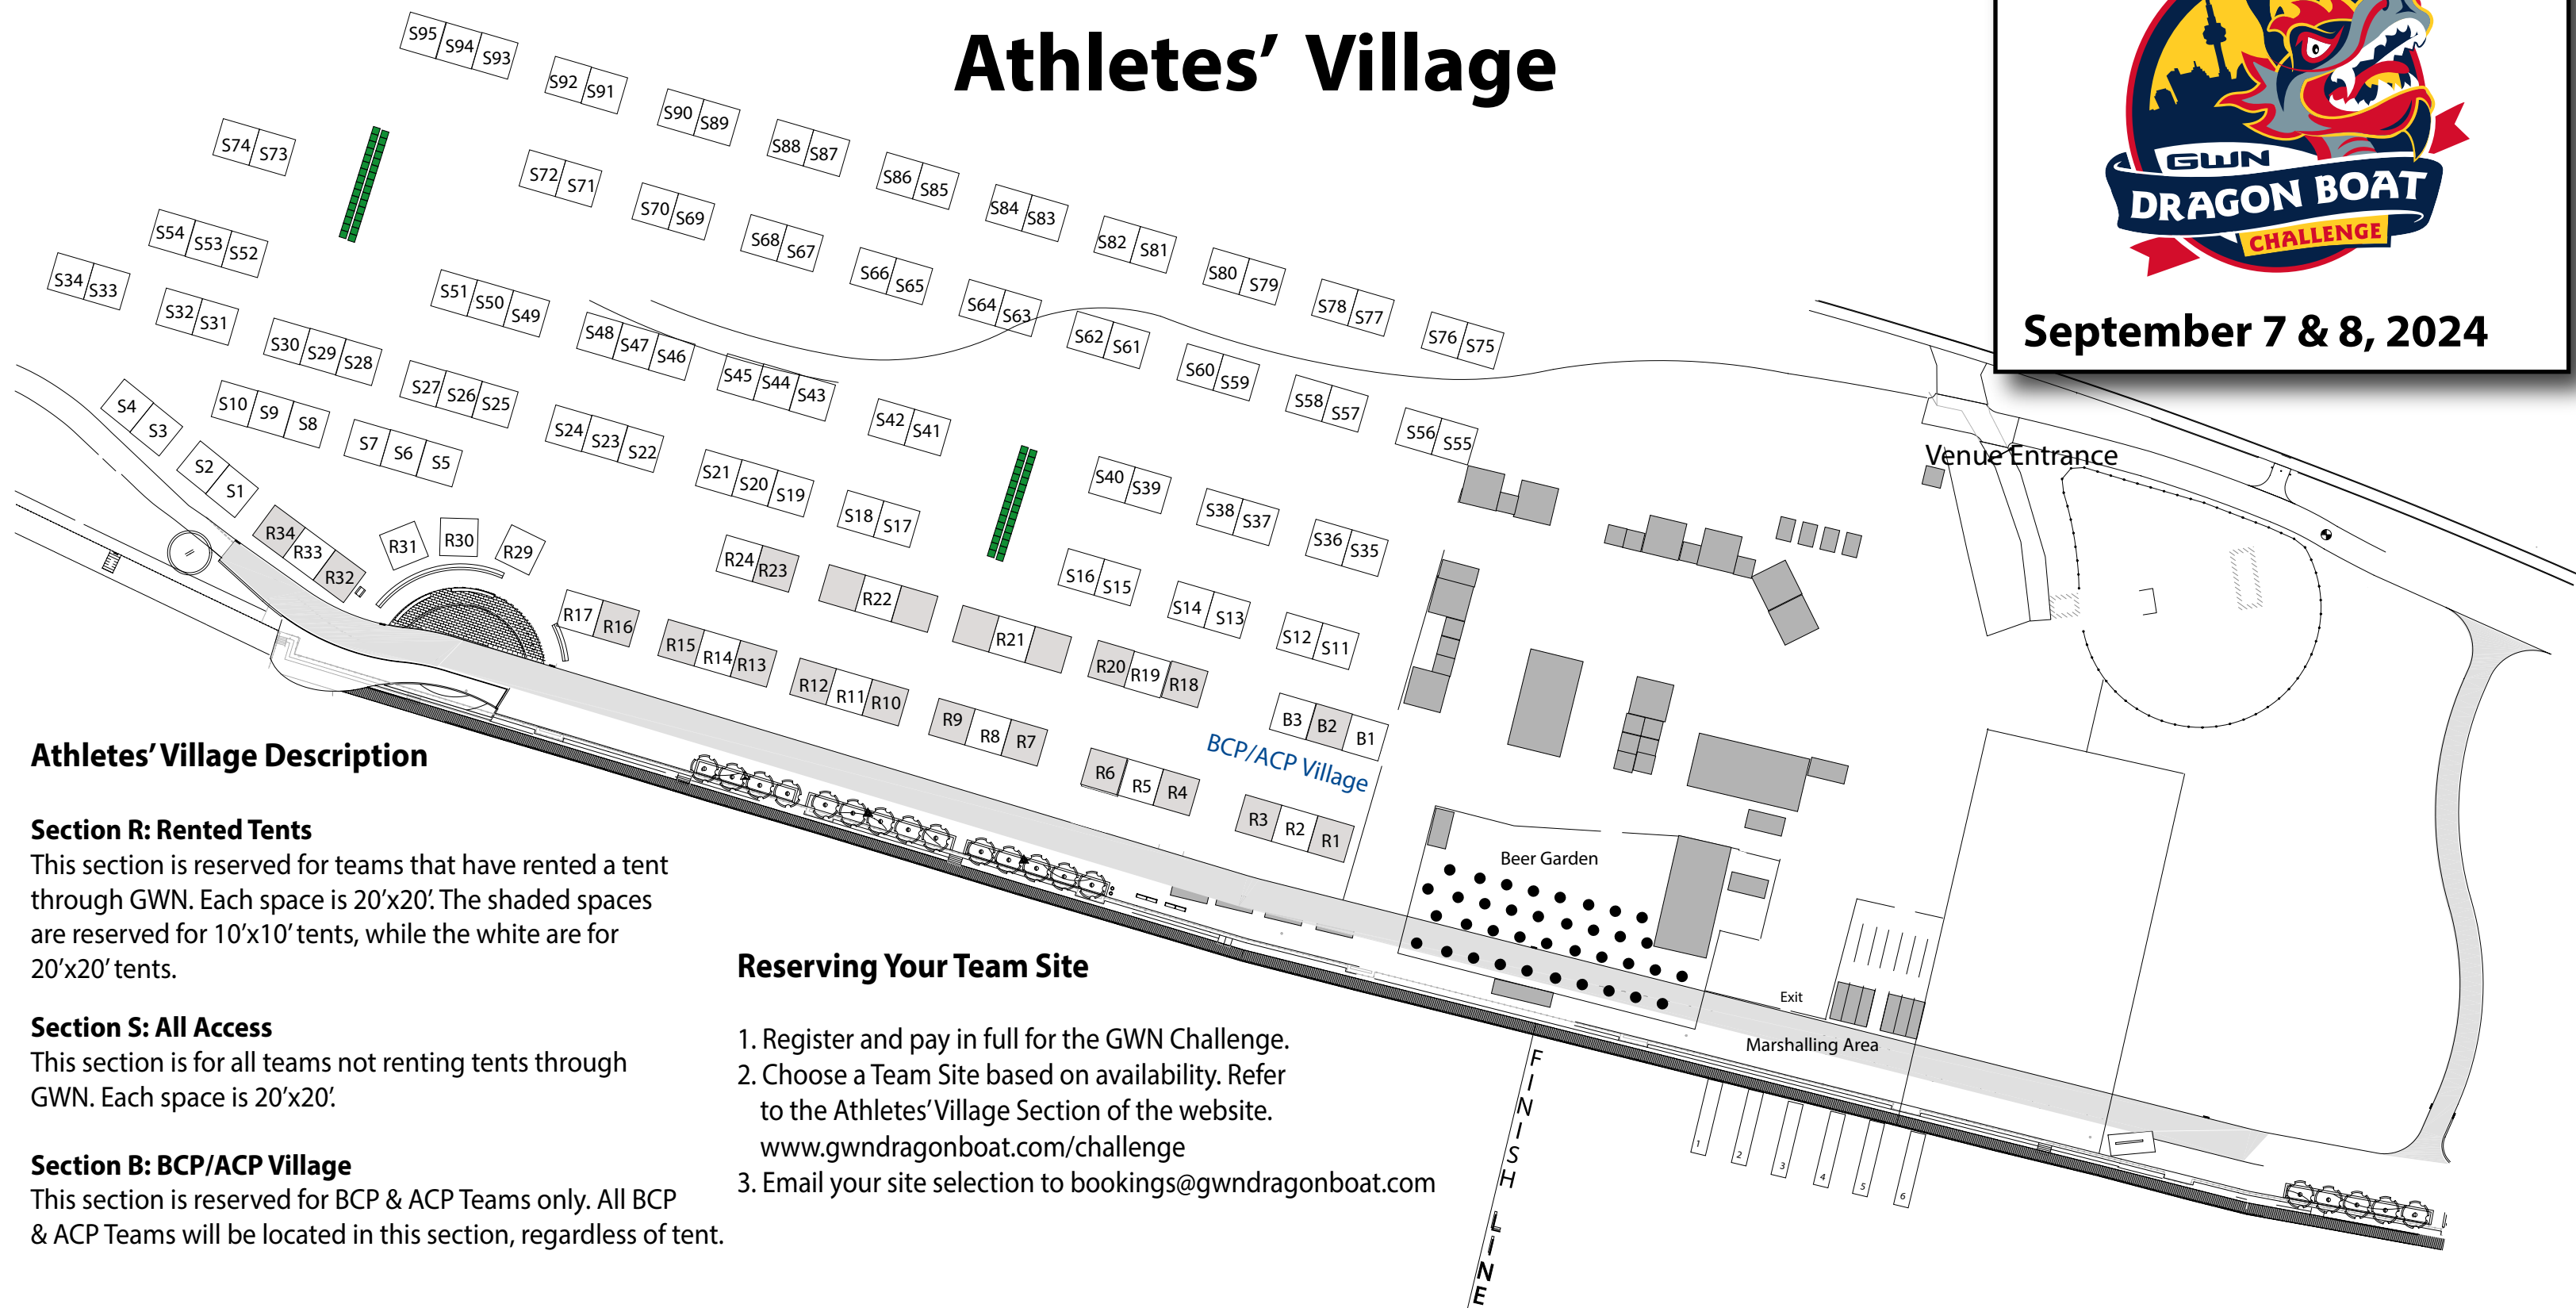 Athletes’ Village
GWN
DRAGON BOAT
CHALLENGE
September 7 & 8, 2024
S95 S94 S93
S92 S91
S90 S89
S88 S87
S86 S85
S84 S83
S82 S81
S80 S79
S78 S77
S76 S75
S74 S73
S72 S71
S70 S69
S68 S67
S66 S65
S64 S63
S62 S61
S60 S59
S58 S57
S56 S55
S54 S53 S52
S51 S50 S49
S48 S47 S46
S45 S44 S43
S42 S41
S40 S39
S38 S37
S36 S35
S34 S33
S32 S31
S30 S29 S28
S27 S26 S25
S24 S23 S22
S21 S20 S19
S18 S17
S16 S15
S14 S13
S12 S11
S10 S9 S8
S7 S6 S5
S4 S3
S2 S1
R34 R33 R32
R31
R30
R29
R24 R23
R22
R21
R20 R19 R18
R17 R16
R15 R14 R13
R12 R11 R10
R9 R8 R7
R6 R5 R4
R3 R2 R1
B3 B2 B1
BCP/ACP Village
Venue Entrance
Beer Garden
Exit
Marshalling Area
1 2 3 4 5 6
FINISH LINE
Athletes’ Village Description
Section R: Rented Tents
This section is reserved for teams that have rented a tent
through GWN. Each space is 20’x20’. The shaded spaces
are reserved for 10’x10’ tents, while the white are for
20’x20’ tents.
Section S: All Access
This section is for all teams not renting tents through
GWN. Each space is 20’x20’.
Section B: BCP/ACP Village
This section is reserved for BCP & ACP Teams only. All BCP
& ACP Teams will be located in this section, regardless of tent.
Reserving Your Team Site
1. Register and pay in full for the GWN Challenge.
2. Choose a Team Site based on availability. Refer
to the Athletes’ Village Section of the website.
www.gwndragonboat.com/challenge
3. Email your site selection to bookings@gwndragonboat.com